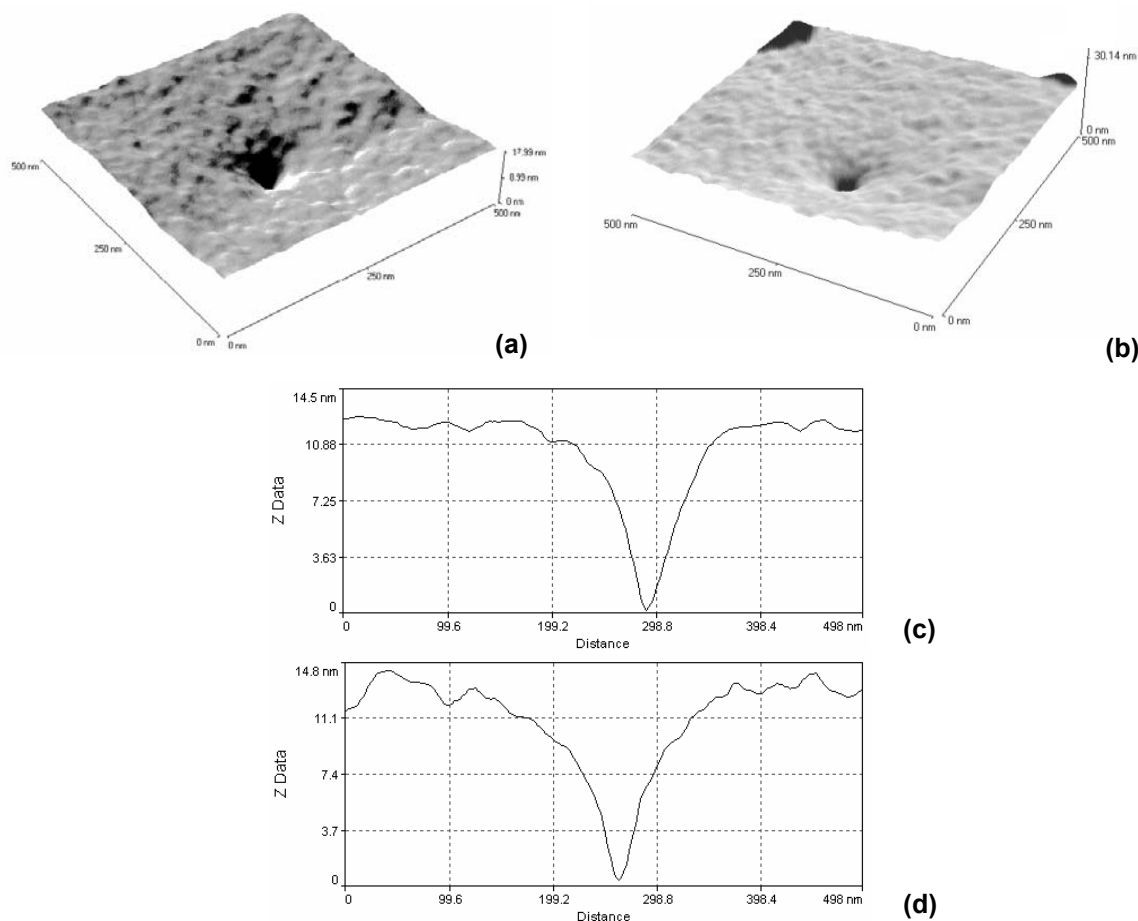 30.14 nm
0 nm
500 nm
17.99 nm
8.99 nm
0 nm
500 nm
500 nm
250 nm
250 nm
0 nm
0 nm
(a)
500 nm
250 nm
250 nm
0 nm
0 nm
(b)
14.5 nm
10.88
7.25
3.63
0
Z Data
0 99.6 199.2 298.8 398.4 498 nm
Distance
(c)
14.8 nm
11.1
7.4
3.7
0
Z Data
0 99.6 199.2 298.8 398.4 498 nm
Distance
(d)